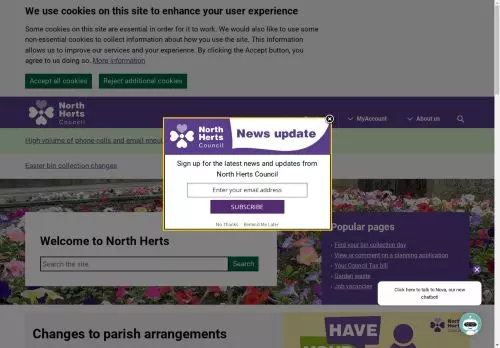 We use cookies on this site to enhance your user experience
Some cookies on this site are essential in order for it to work. We would also like to use some
non-essential cookies to collect information about how you use the site. This information
allows us to improve our services and your experience. By clicking the Accept button, you
agree to us doing so. More information
Accept all cookies
Reject additional cookies
North
Herts
Council
MyAccount
About us
High volume of phone calls and email
Easter bin collection changes
North
Herts
Council
News update
Sign up for the latest news and updates from
North Herts Council
Enter your email address
SUBSCRIBE
No Thanks
Remind Me Later
Welcome to North Herts
Search the site
Search
Popular pages
Find your bin collection day
View or comment on a planning application
Your Council Tax bill
Garden waste
Job vacancies
Click here to talk to Nova, our new
chatbot!
Changes to parish arrangements
HAVE
YOUR
North
Herts
Council